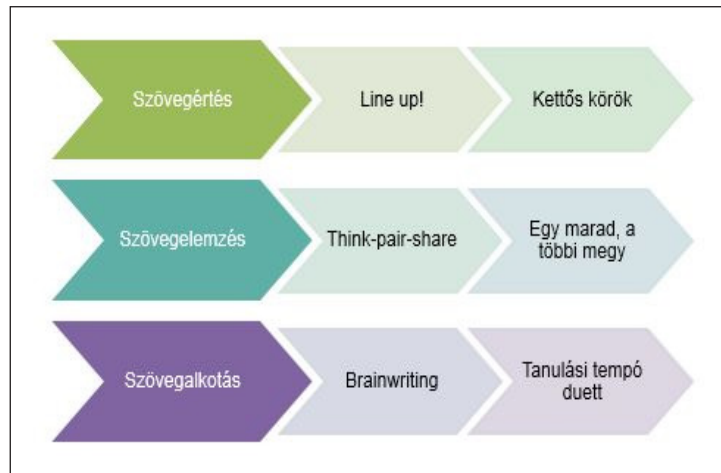 Szövegértés
Line up!
Kettős körök
Szövegelemzés
Think-pair-share
Egy marad, a
többi megy
Szövegalkotás
Brainwriting
Tanulási tempó
duett